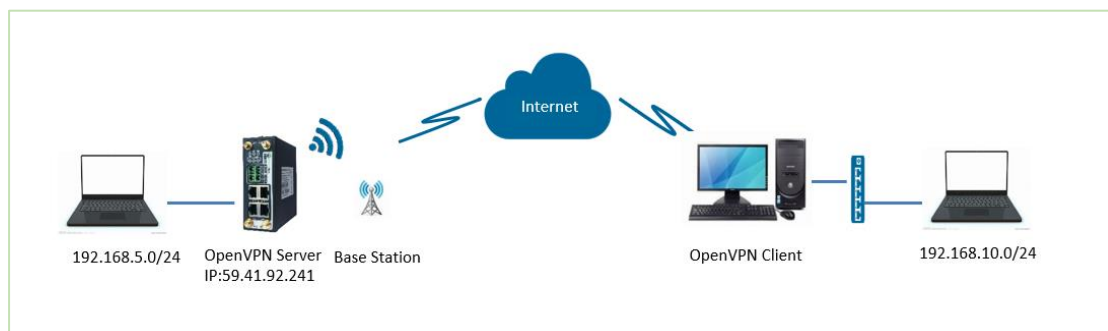 Internet
192.168.5.0/24
OpenVPN Server
IP:59.41.92.241
Base Station
OpenVPN Client
192.168.10.0/24